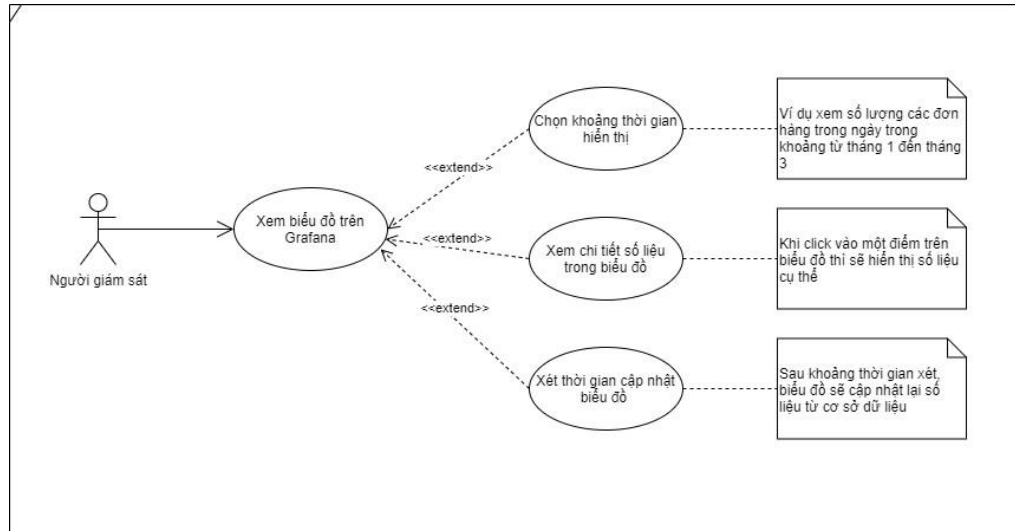 Người giám sát
Xem biểu đồ trên
Grafana
<<extend>>
<<extend>>
<<extend>>
Chọn khoảng thời gian
hiển thị
Ví dụ xem số lượng các đơn
hàng trong ngày trong
khoảng từ tháng 1 đến tháng
3
Xem chi tiết số liệu
trong biểu đồ
Khi click vào một điểm trên
biểu đồ thì sẽ hiển thị số liệu
cụ thể
Xét thời gian cập nhật
biểu đồ
Sau khoảng thời gian xét,
biểu đồ sẽ cập nhật lại số
liệu từ cơ sở dữ liệu